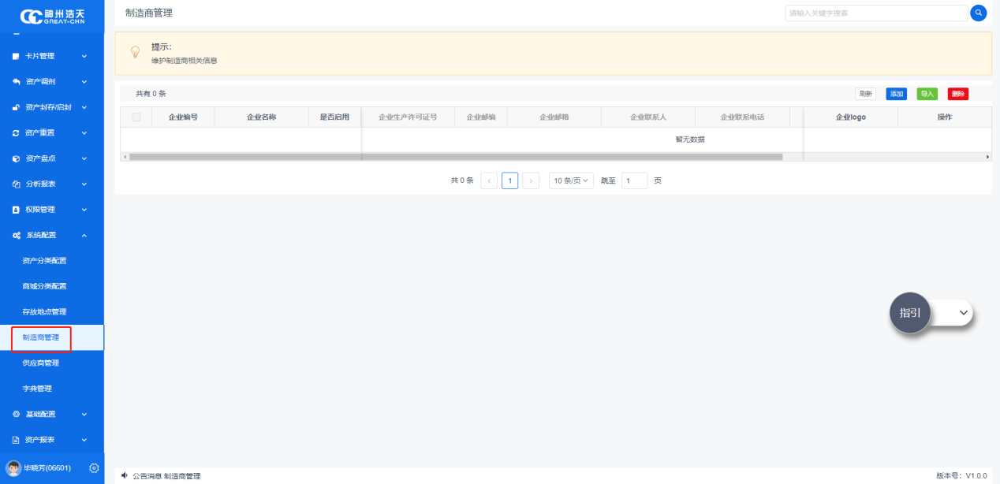 神州浩天
GREAT-CHN
卡片管理
资产调剂
资产封存/启封
资产重置
资产盘点
分析报表
权限管理
系统配置
资产分类配置
商城分类配置
存放地点管理
制造商管理
供应商管理
字典管理
基础配置
资产报表
毕晓芳(06601)
制造商管理
请输入关键字搜素
提示：
维护制造商相关信息
共有 0 条
刷新 添加 导入 删除
企业编号 企业名称 是否启用 企业生产许可证号 企业邮编 企业邮箱 企业联系人 企业联系电话 企业logo 操作
暂无数据
共 0 条 < 1 > 10 条/页 跳至 1 页
指引
公告消息 制造商管理
版本号：V1.0.0